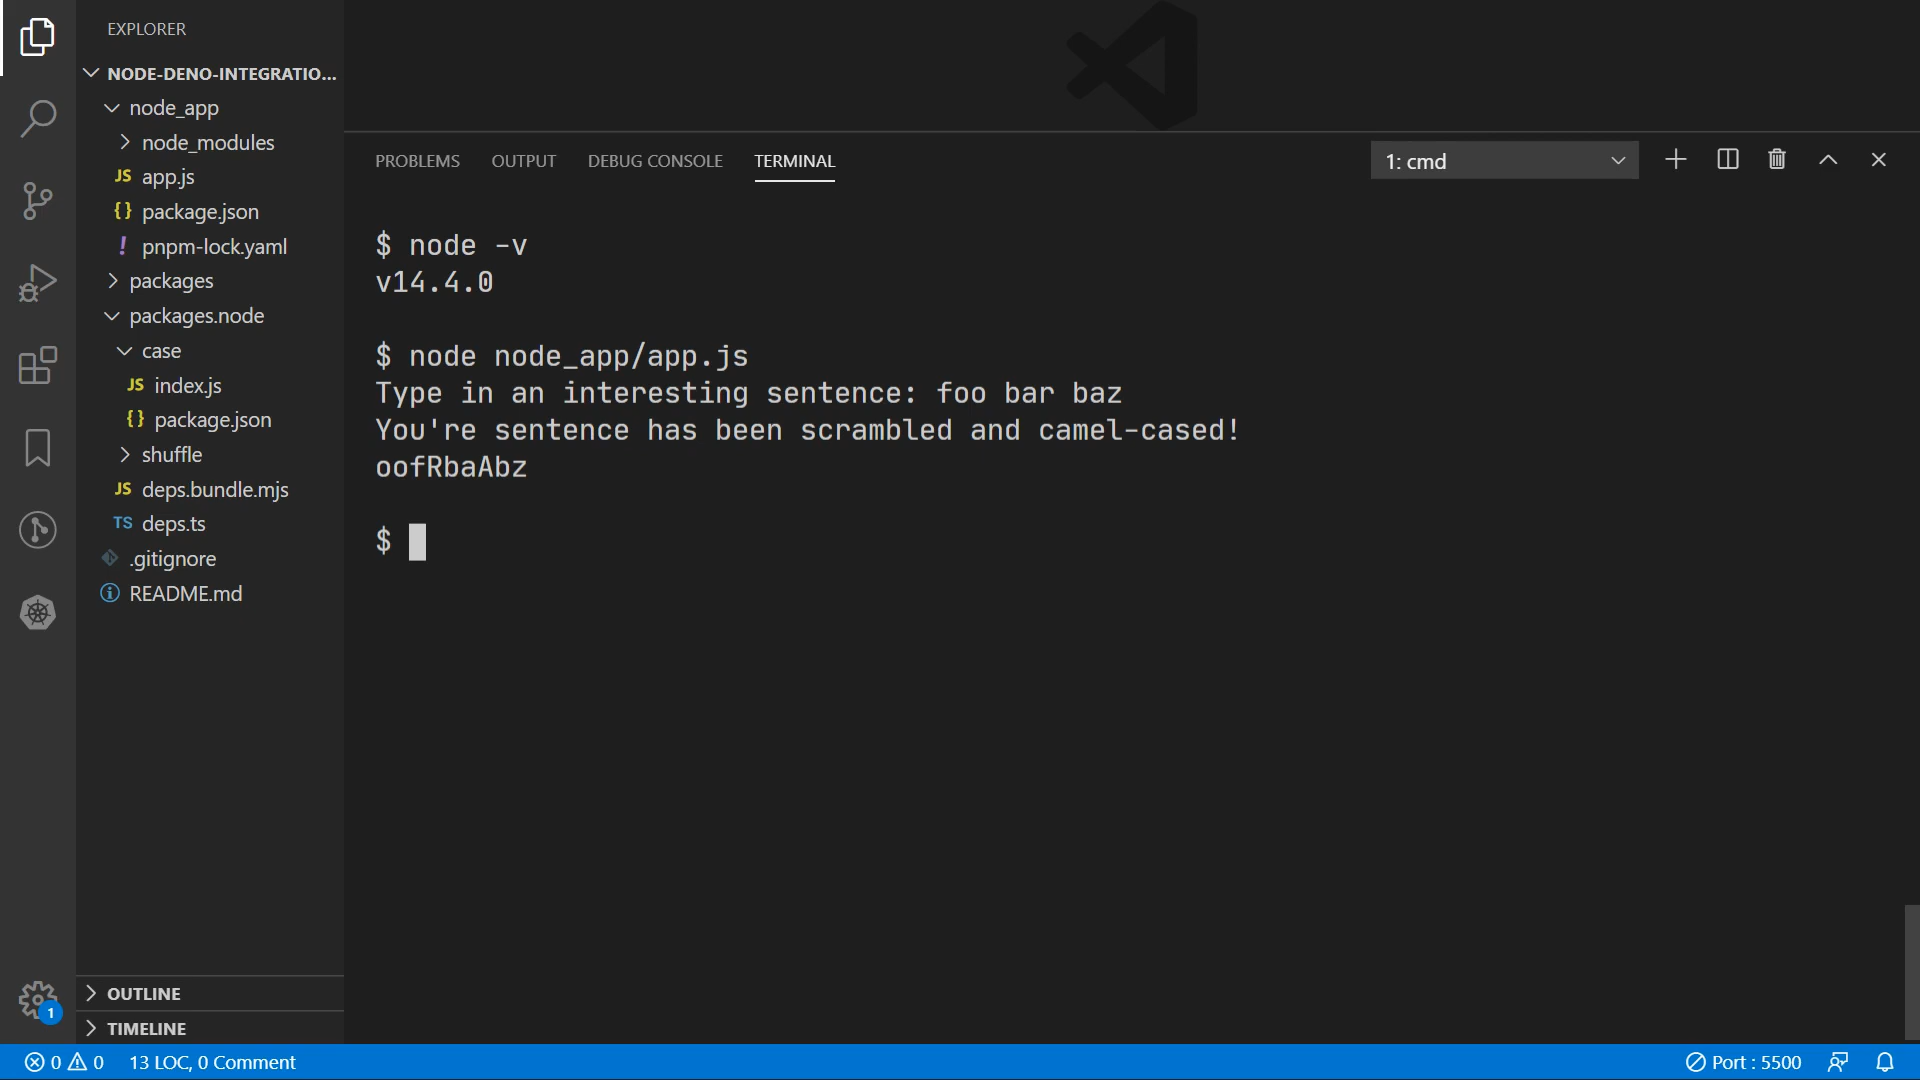 EXPLORER
NODE-DENO-INTEGRATIO...
node_app
node_modules
JS app.js
{} package.json
! pnpm-lock.yaml
packages
packages.node
case
JS index.js
{} package.json
shuffle
JS deps.bundle.mjs
TS deps.ts
.gitignore
README.md
OUTLINE
TIMELINE
1
PROBLEMS OUTPUT DEBUG CONSOLE TERMINAL 1: cmd
$ node -v
v14.4.0
$ node node_app/app.js
Type in an interesting sentence: foo bar baz
You're sentence has been scrambled and camel-cased!
oofRbaAbz
$
0 0 13 LOC, 0 Comment Port : 5500